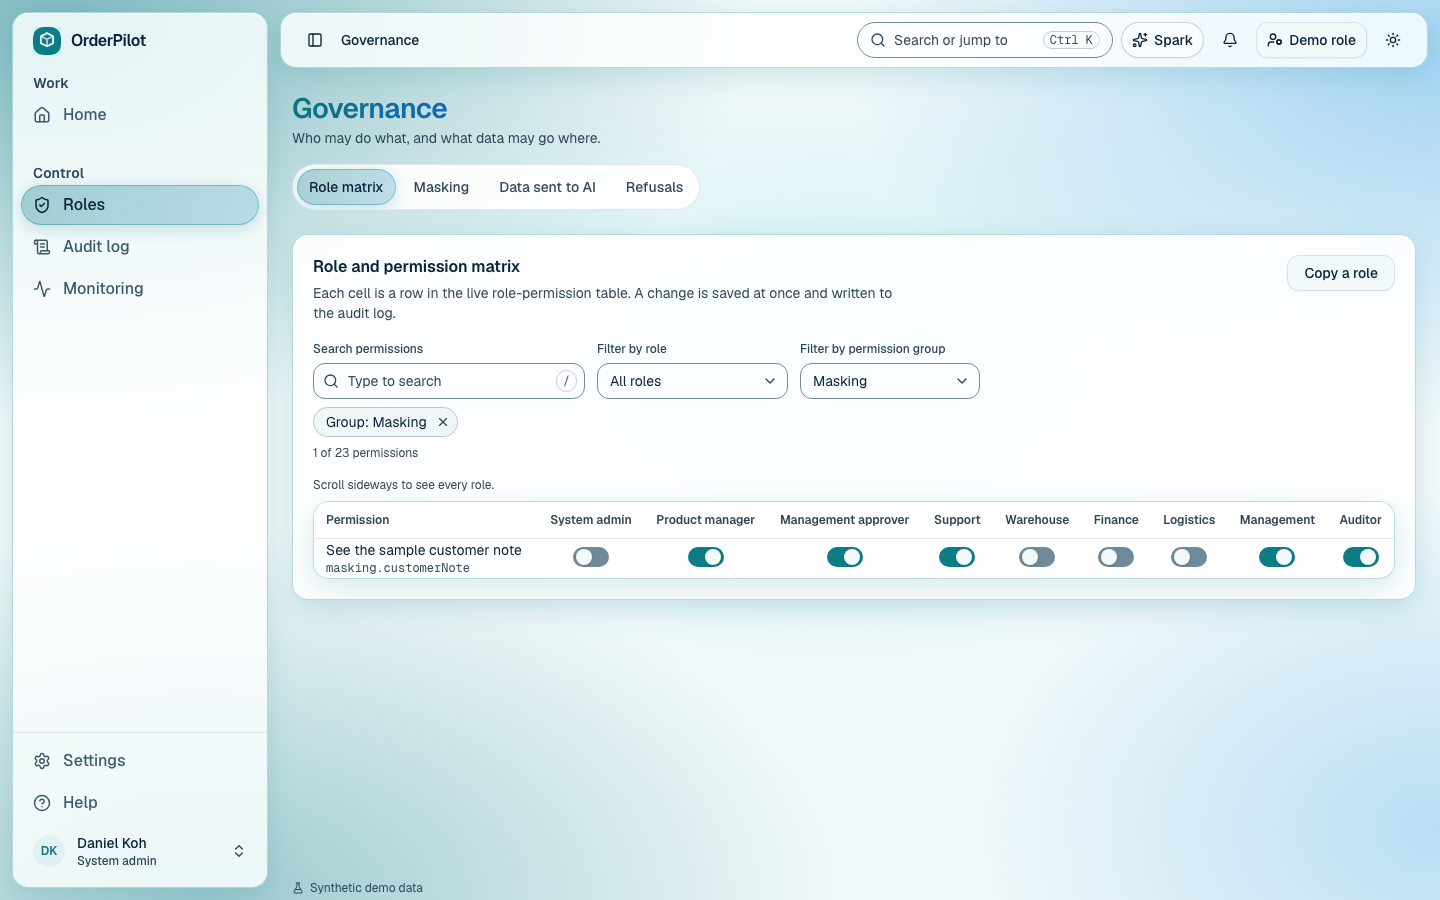 OrderPilot
Work
Home
Control
Roles
Audit log
Monitoring
Settings
Help
DK
Daniel Koh
System admin
Governance
Search or jump to
Ctrl K
Spark
Demo role
Governance
Who may do what, and what data may go where.
Role matrix
Masking
Data sent to AI
Refusals
Role and permission matrix
Each cell is a row in the live role-permission table. A change is saved at once and written to
the audit log.
Copy a role
Search permissions
Filter by role
Filter by permission group
Type to search
/
All roles
Masking
Group: Masking
1 of 23 permissions
Scroll sideways to see every role.
Permission
System admin
Product manager
Management approver
Support
Warehouse
Finance
Logistics
Management
Auditor
See the sample customer note
masking.customerNote
Synthetic demo data